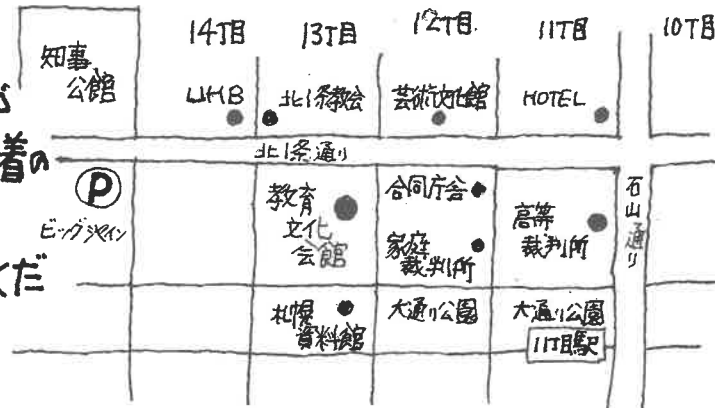 14丁目
13丁目
12丁目
11丁目
10丁目
知事
公館
UHB
北1条教会
芸術文化館
HOTEL
が
着の
北1条通り
P
ビッグシャイン
教育
文化
会館
合同庁舎
家庭
裁判所
高等
裁判所
石山通り
くだ
札幌
資料館
大通り公園
大通り公園
11丁目駅